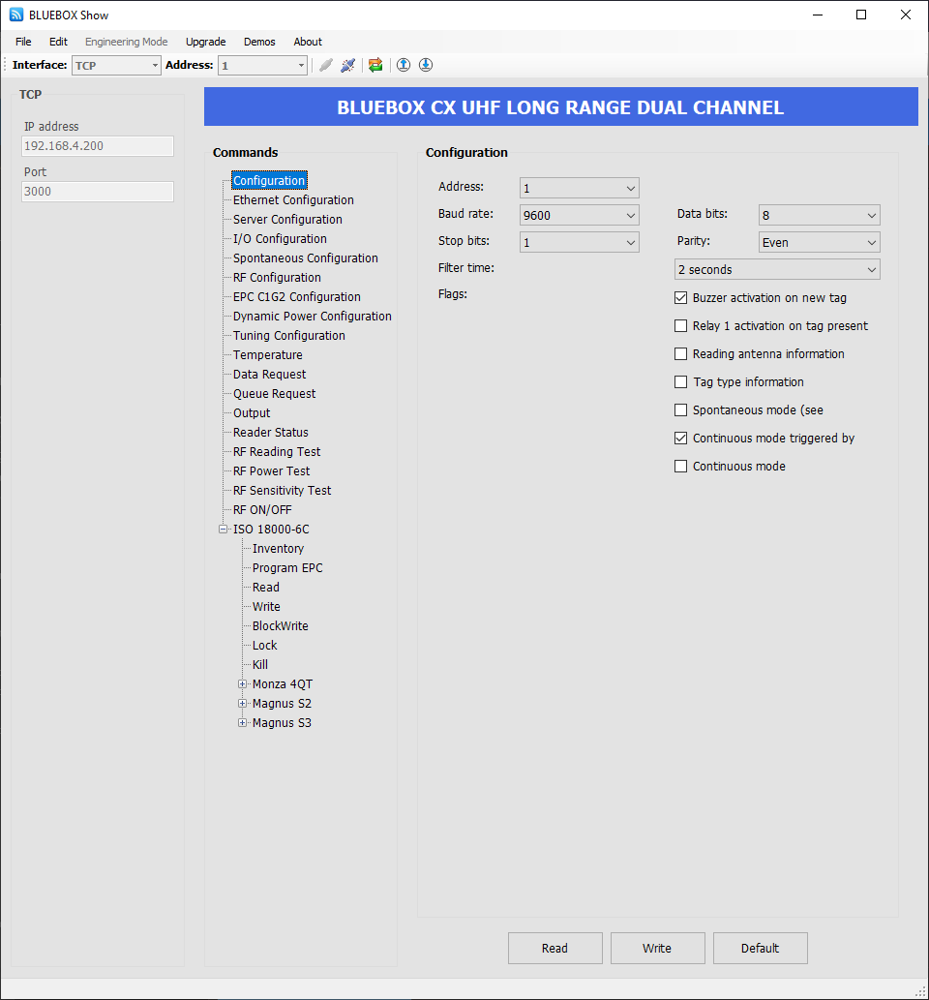 BLUEBOX Show
File Edit Engineering Mode Upgrade Demos About
Interface: TCP Address: 1
TCP
IP address
192.168.4.200
Port
3000
BLUEBOX CX UHF LONG RANGE DUAL CHANNEL
Commands
Configuration
Ethernet Configuration
Server Configuration
I/O Configuration
Spontaneous Configuration
RF Configuration
EPC C1G2 Configuration
Dynamic Power Configuration
Tuning Configuration
Temperature
Data Request
Queue Request
Output
Reader Status
RF Reading Test
RF Power Test
RF Sensitivity Test
RF ON/OFF
ISO 18000-6C
Inventory
Program EPC
Read
Write
BlockWrite
Lock
Kill
Monza 4QT
Magnus S2
Magnus S3
Configuration
Address: 1
Baud rate: 9600 Data bits: 8
Stop bits: 1 Parity: Even
Filter time: 2 seconds
Flags: Buzzer activation on new tag
Relay 1 activation on tag present
Reading antenna information
Tag type information
Spontaneous mode (see
Continuous mode triggered by
Continuous mode
Read Write Default